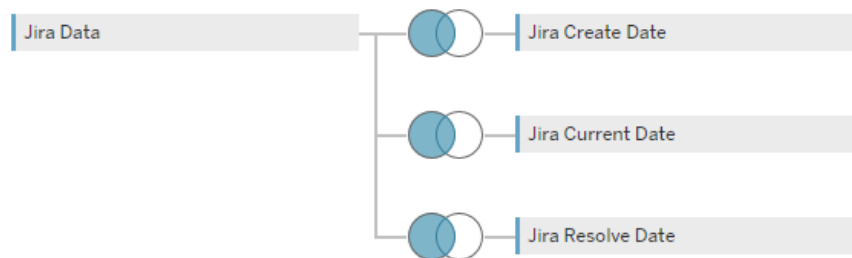 Jira Data
Jira Create Date
Jira Current Date
Jira Resolve Date